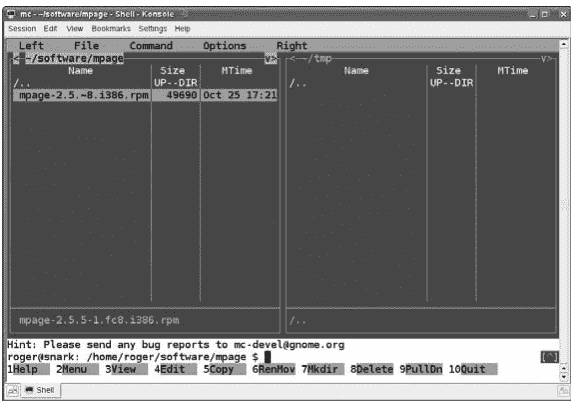 mc - ~/software/mpage - Shell - Konsole
Session Edit View Bookmarks Settings Help
Left File Command Options Right
< ~/software/mpage v> <-~/tmp v>
Name Size MTime Name Size MTime
/.. UP--DIR /.. UP--DIR
mpage-2.5.~8.i386.rpm 49690 Oct 25 17:21
mpage-2.5.5-1.fc8.i386.rpm /..
Hint: Please send any bug reports to mc-devel@gnome.org
roger@snark: /home/roger/software/mpage $ [^]
1Help 2Menu 3View 4Edit 5Copy 6RenMov 7Mkdir 8Delete 9PullDn 10Quit
Shell